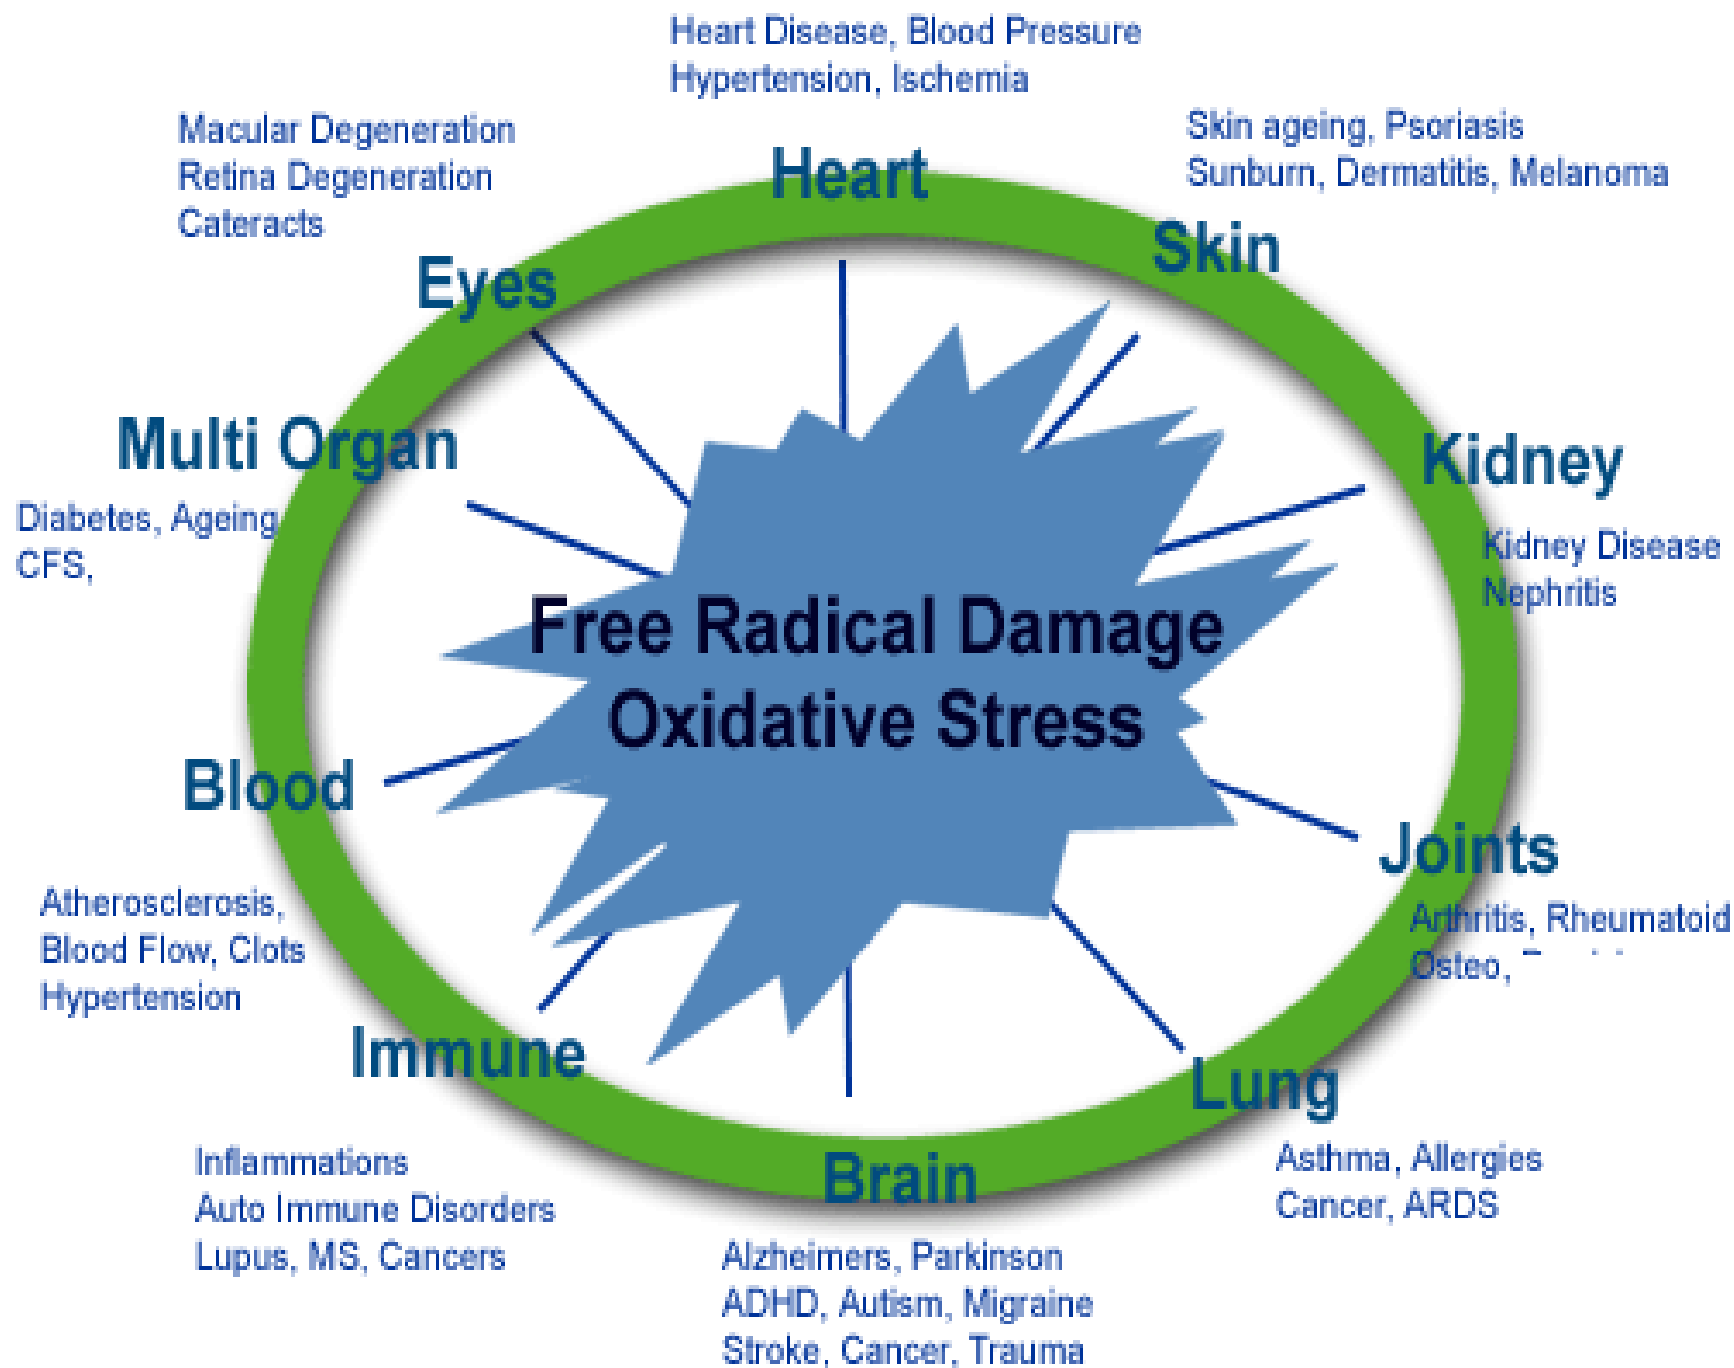 Heart Disease, Blood Pressure
Hypertension, Ischemia
Heart
Skin ageing, Psoriasis
Sunburn, Dermatitis, Melanoma
Skin
Kidney
Kidney Disease
Nephritis
Joints
Arthritis, Rheumatoid
Osteo,
Lung
Asthma, Allergies
Cancer, ARDS
Brain
Alzheimers, Parkinson
ADHD, Autism, Migraine
Stroke, Cancer, Trauma
Immune
Inflammations
Auto Immune Disorders
Lupus, MS, Cancers
Blood
Atherosclerosis,
Blood Flow, Clots
Hypertension
Multi Organ
Diabetes, Ageing
CFS,
Macular Degeneration
Retina Degeneration
Cateracts
Eyes
Free Radical Damage
Oxidative Stress